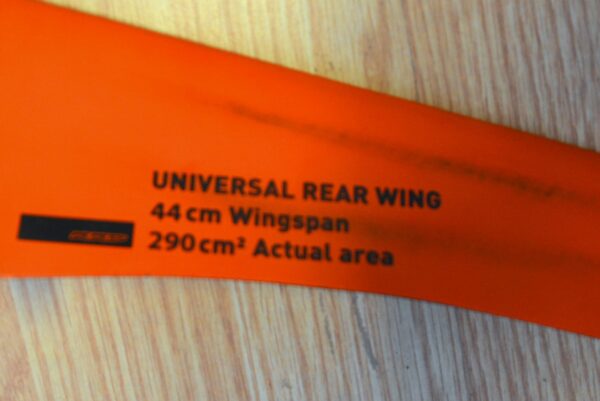 UNIVERSAL REAR WING
44cm Wingspan
290cm² Actual area